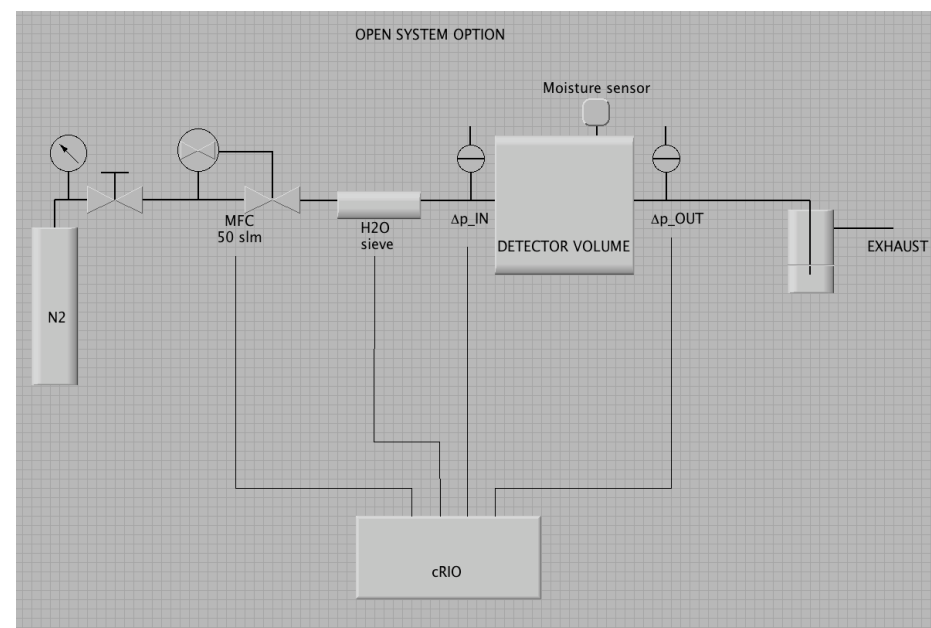 OPEN SYSTEM OPTION
Moisture sensor
MFC
50 slm
H2O
sieve
Δp_IN
DETECTOR VOLUME
Δp_OUT
EXHAUST
N2
cRIO